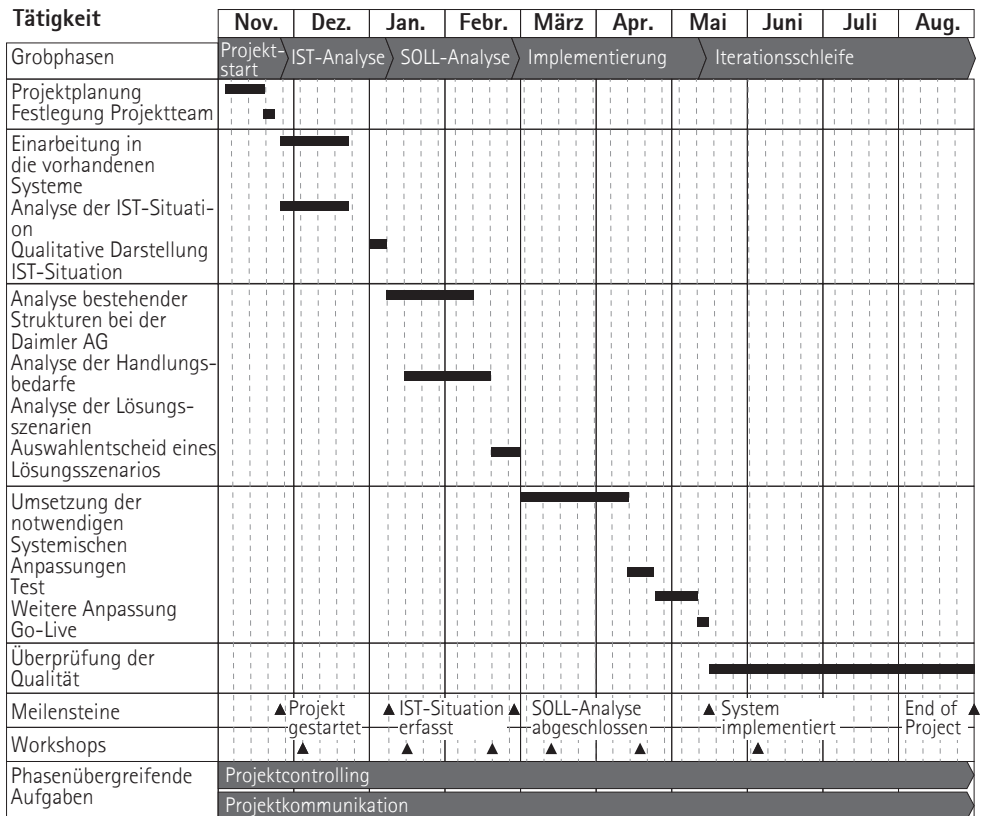 Tätigkeit
Nov. Dez. Jan. Febr. März Apr. Mai Juni Juli Aug.
Grobphasen
Projekt-
start
IST-Analyse
SOLL-Analyse
Implementierung
Iterationsschleife
Projektplanung
Festlegung Projektteam
Einarbeitung in
die vorhandenen
Systeme
Analyse der IST-Situati-
on
Qualitative Darstellung
IST-Situation
Analyse bestehender
Strukturen bei der
Daimler AG
Analyse der Handlungs-
bedarfe
Analyse der Lösungs-
szenarien
Auswahlentscheid eines
Lösungsszenarios
Umsetzung der
notwendigen
Systemischen
Anpassungen
Test
Weitere Anpassung
Go-Live
Überprüfung der
Qualität
Meilensteine
Projekt
gestartet
IST-Situation
erfasst
SOLL-Analyse
abgeschlossen
System
implementiert
End of
Project
Workshops
Phasenübergreifende
Aufgaben
Projektcontrolling
Projektkommunikation